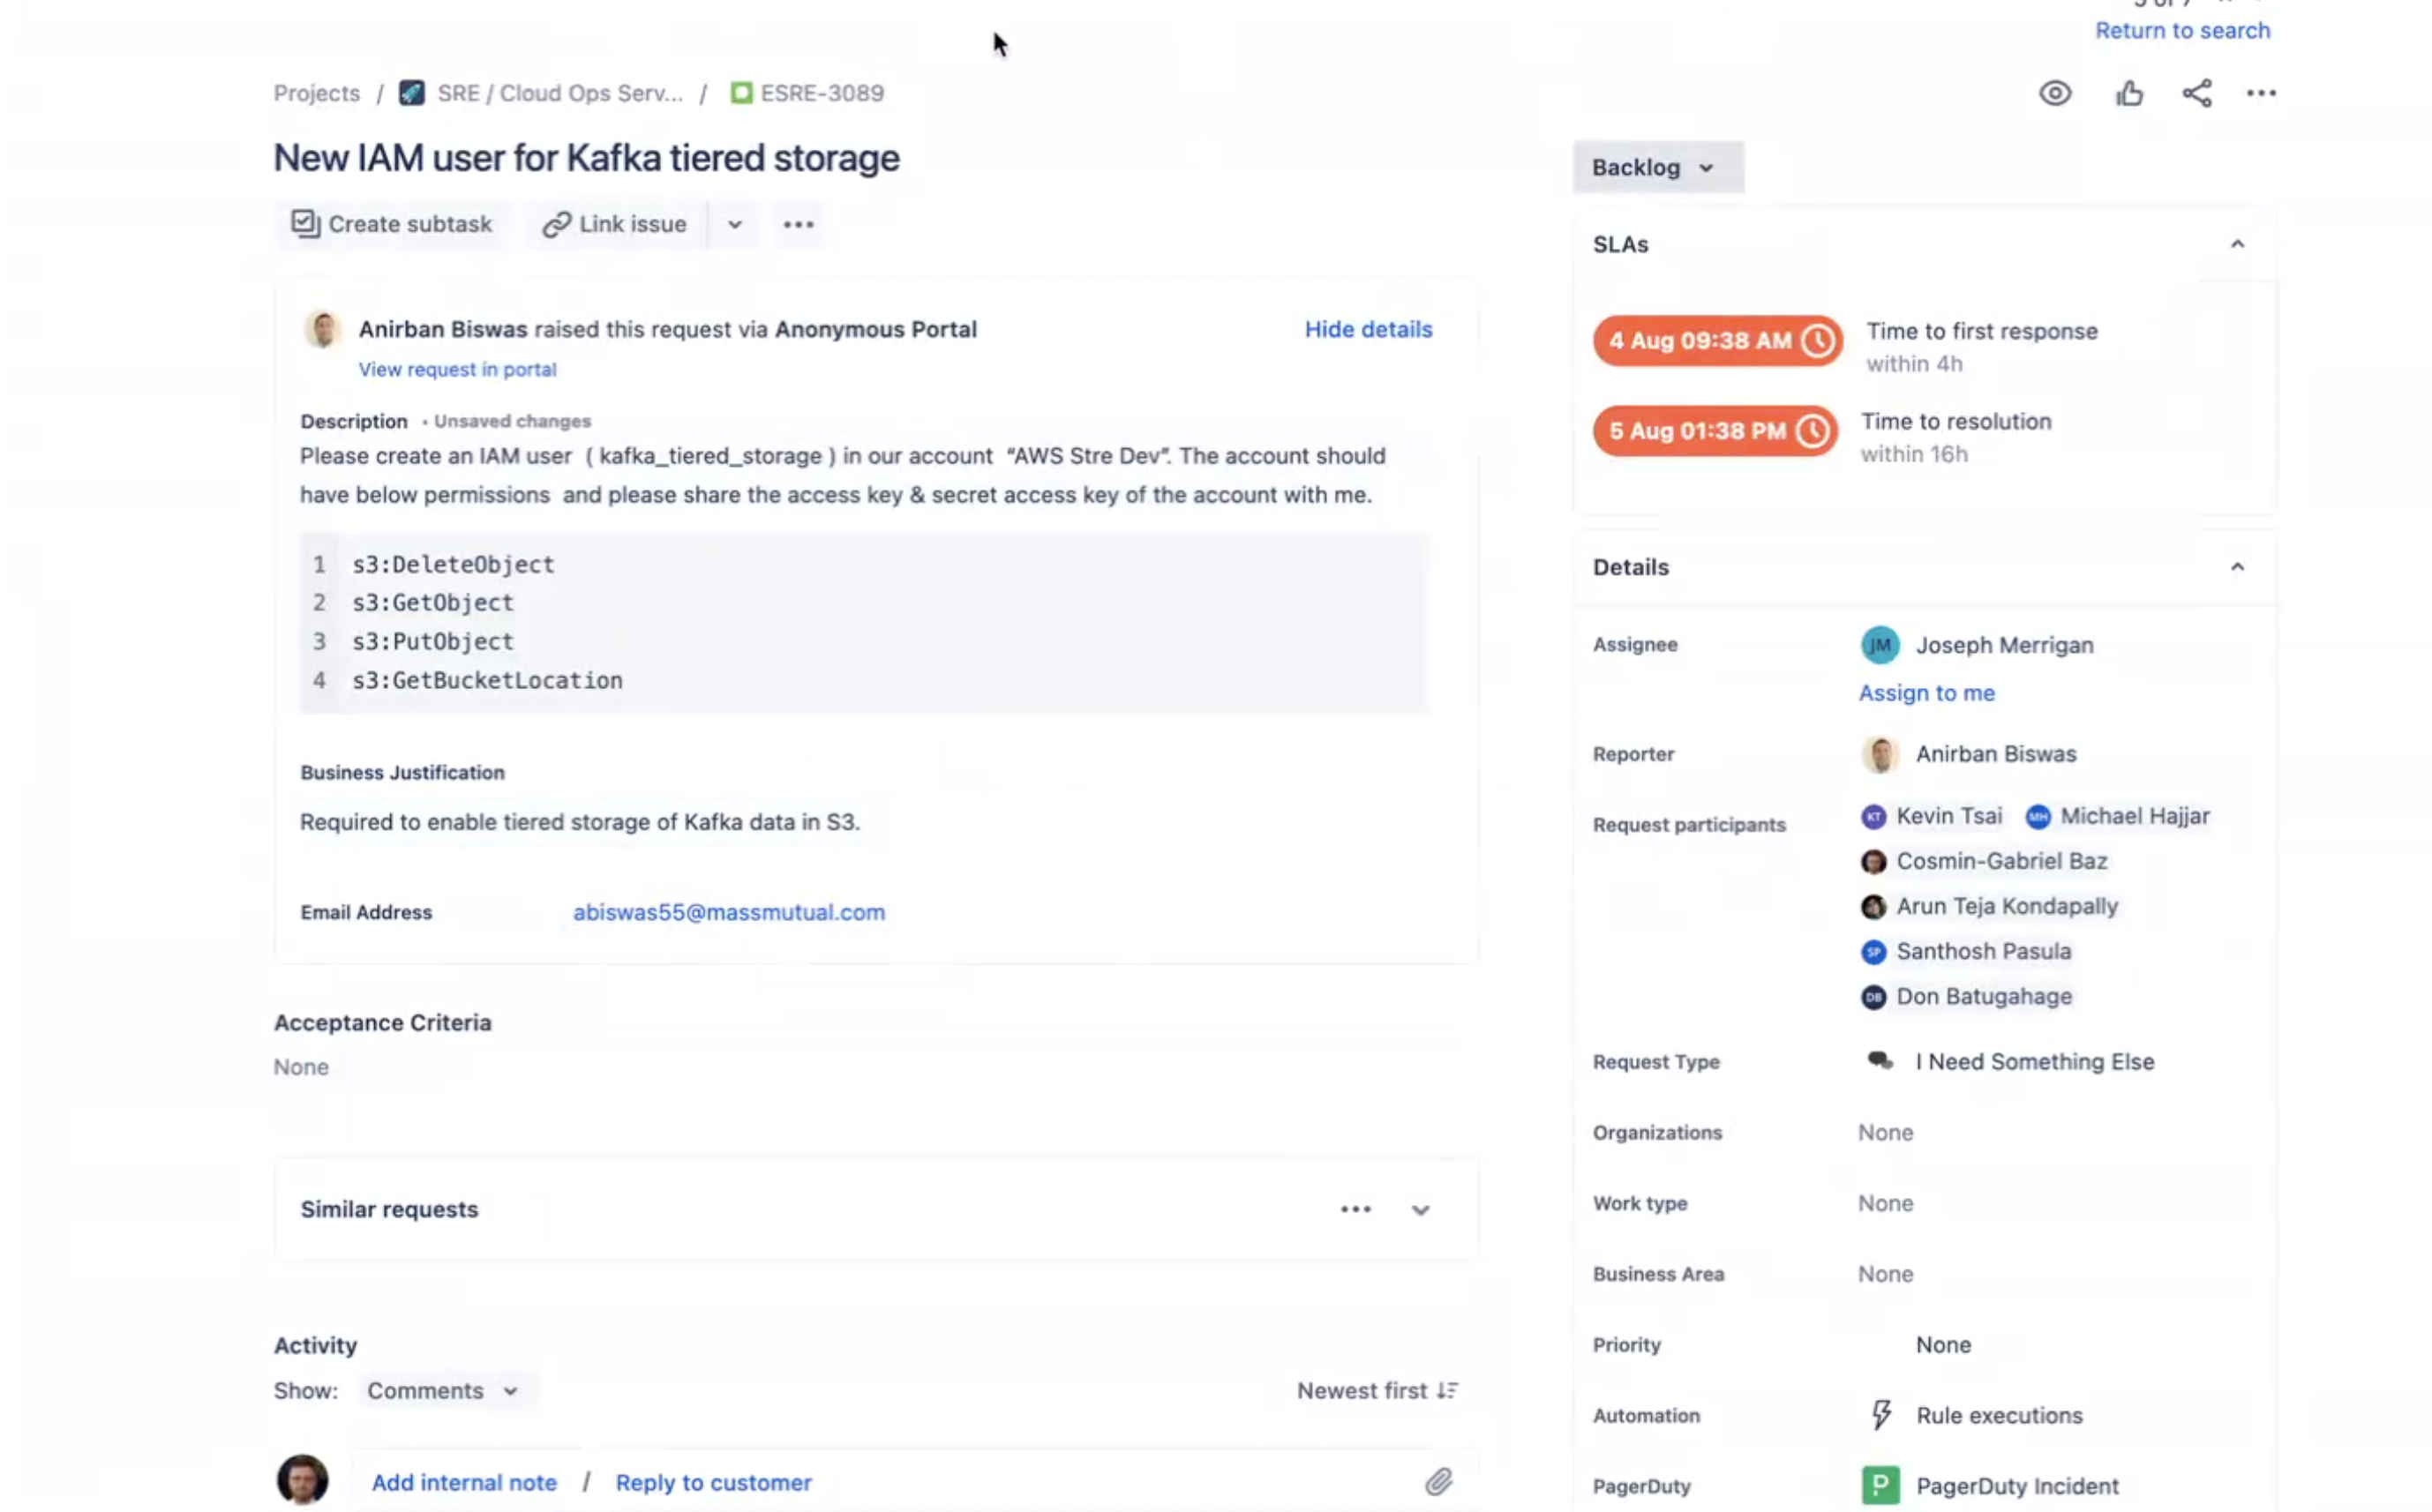 Return to search
Projects / SRE / Cloud Ops Serv... / ESRE-3089
New IAM user for Kafka tiered storage
Create subtask Link issue
Anirban Biswas raised this request via Anonymous Portal Hide details
View request in portal
Description • Unsaved changes
Please create an IAM user ( kafka_tiered_storage ) in our account “AWS Stre Dev”. The account should
have below permissions and please share the access key & secret access key of the account with me.
1 s3:DeleteObject
2 s3:GetObject
3 s3:PutObject
4 s3:GetBucketLocation
Business Justification
Required to enable tiered storage of Kafka data in S3.
Email Address abiswas55@massmutual.com
Acceptance Criteria
None
Similar requests
Activity
Show: Comments Newest first
Add internal note / Reply to customer
Backlog
SLAs
4 Aug 09:38 AM Time to first response
within 4h
5 Aug 01:38 PM Time to resolution
within 16h
Details
Assignee JM Joseph Merrigan
Assign to me
Reporter Anirban Biswas
Request participants KT Kevin Tsai MH Michael Hajjar
Cosmin-Gabriel Baz
Arun Teja Kondapally
SP Santhosh Pasula
DB Don Batugahage
Request Type I Need Something Else
Organizations None
Work type None
Business Area None
Priority None
Automation Rule executions
PagerDuty P PagerDuty Incident